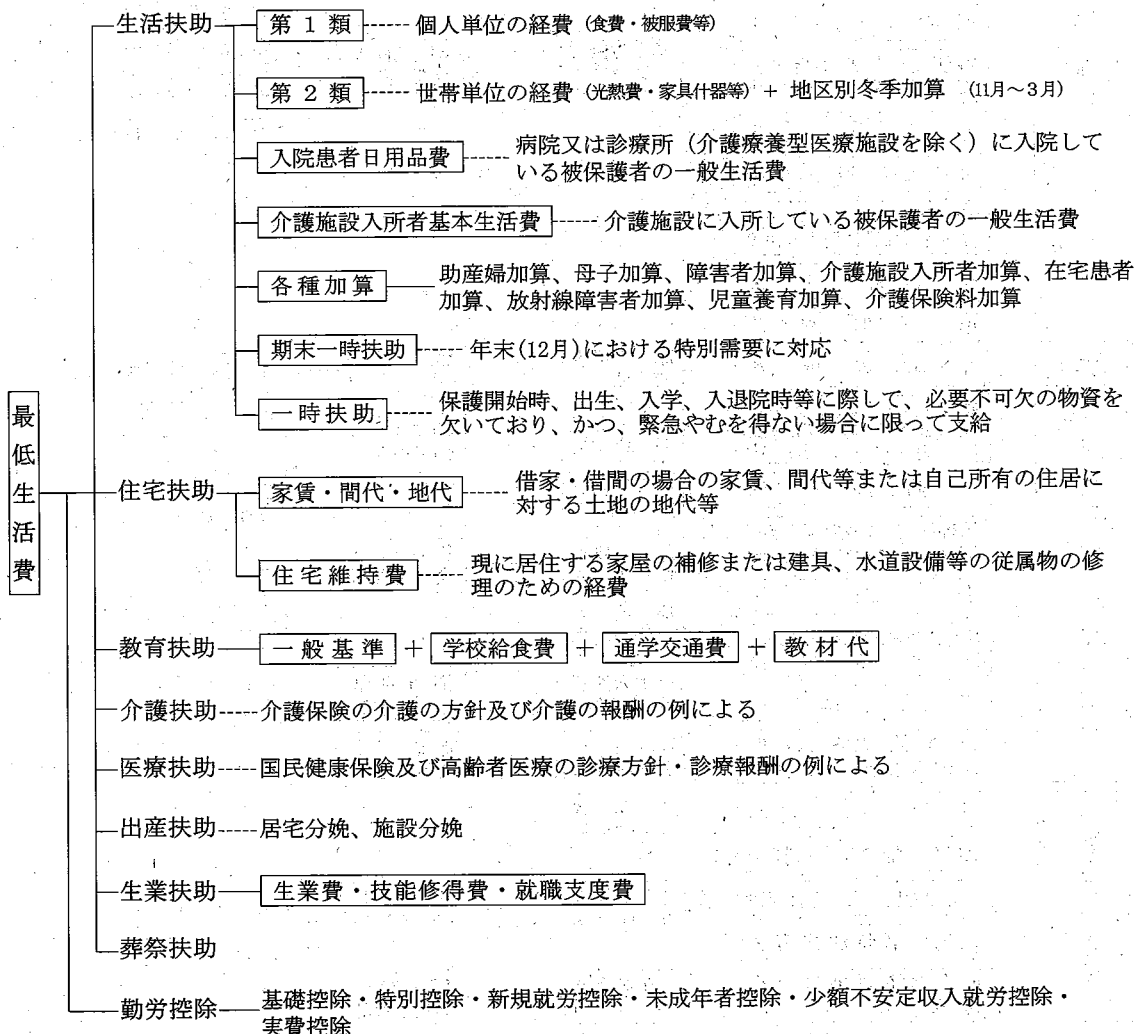 生活扶助 第1類 個人単位の経費 (食費・被服費等)
第2類 世帯単位の経費 (光熱費・家具什器等) + 地区別冬季加算 (11月～3月)
入院患者日用品費 病院又は診療所(介護療養型医療施設を除く)に入院して
いる被保護者の一般生活費
介護施設入所者基本生活費 介護施設に入所している被保護者の一般生活費
各種加算 助産婦加算、母子加算、障害者加算、介護施設入所者加算、在宅患者
加算、放射線障害者加算、児童養育加算、介護保険料加算
期末一時扶助 年末(12月)における特別需要に対応
一時扶助 保護開始時、出生、入学、入退院時等に際して、必要不可欠の物資を
欠いており、かつ、緊急やむを得ない場合に限って支給
最低生活費
住宅扶助 家賃・間代・地代 借家・借間の場合の家賃、間代等または自己所有の住居に
対する土地の地代等
住宅維持費 現に居住する家屋の補修または建具、水道設備等の従属物の修
理のための経費
教育扶助 一般基準 + 学校給食費 + 通学交通費 + 教材代
介護扶助 介護保険の介護の方針及び介護の報酬の例による
医療扶助 国民健康保険及び高齢者医療の診療方針・診療報酬の例による
出産扶助 居宅分娩、施設分娩
生業扶助 生業費・技能修得費・就職支度費
葬祭扶助
勤労控除 基礎控除・特別控除・新規就労控除・未成年者控除・少額不安定収入就労控除・
実費控除